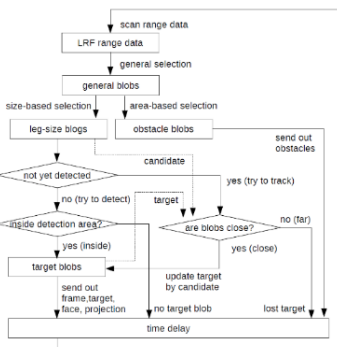 scan range data
LRF range data
general selection
general blobs
size-based selection
area-based selection
leg-size blogs
obstacle blobs
send out
obstacles
candidate
not yet detected
yes (try to track)
no (try to detect)
target
inside detection area?
are blobs close?
no (far)
yes (inside)
yes (close)
target blobs
update target
by candidate
send out
frame,target,
face, projection
no target blob
lost target
time delay